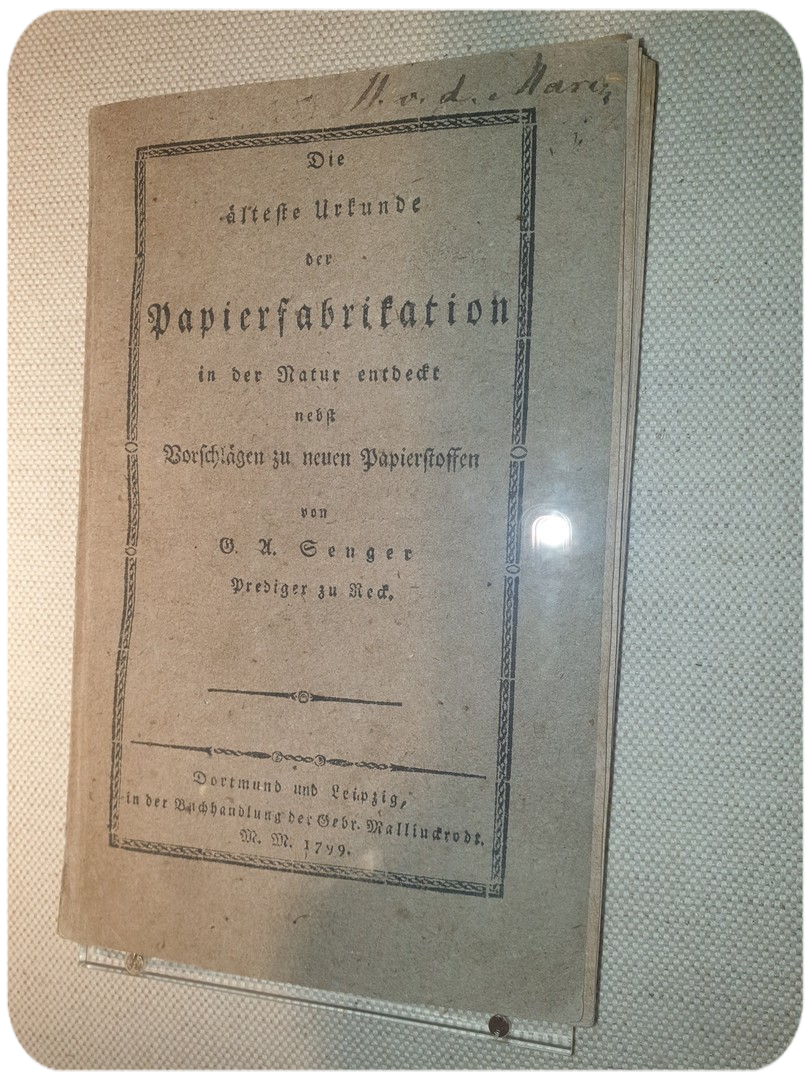 H. v. d. Mark
Die
älteſte Urkunde
der
Papierfabrikation
in der Natur entdeckt
nebſt
Vorſchlägen zu neuen Papierſtoffen
von
G. A. Senger
Prediger zu Reck.
Dortmund und Leipzig,
in der Buchhandlung der Gebr. Mallinckrodt.
M. M. 1799.